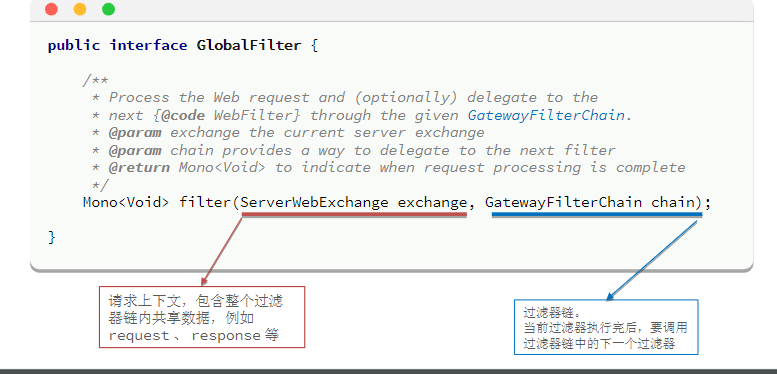 public interface GlobalFilter {
/**
* Process the Web request and (optionally) delegate to the
* next {@code WebFilter} through the given GatewayFilterChain.
* @param exchange the current server exchange
* @param chain provides a way to delegate to the next filter
* @return Mono<Void> to indicate when request processing is complete
*/
Mono<Void> filter(ServerWebExchange exchange, GatewayFilterChain chain);
}
请求上下文，包含整个过滤
器链内共享数据，例如
request 、 response 等
过滤器链。
当前过滤器执行完后，要调用
过滤器链中的下一个过滤器